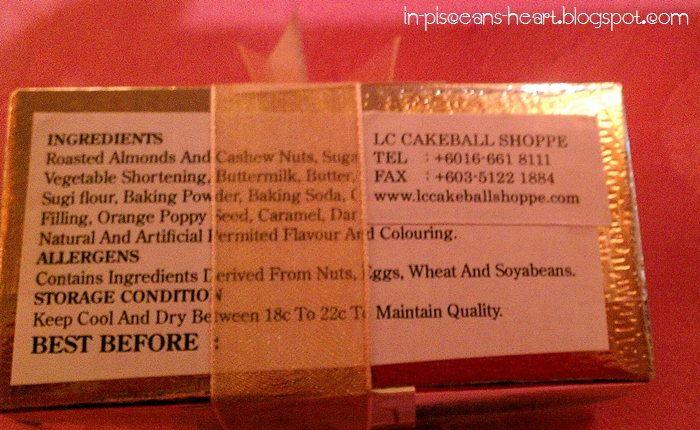 in-pisceans-heart.blogspot.com
INGREDIENTS
Roasted Almonds And Cashew Nuts, Suga
Vegetable Shortening, Buttermilk, Butter,
Sugi flour, Baking Powder, Baking Soda, C
Filling, Orange Poppy Seed, Caramel, Dar
Natural And Artificial Permited Flavour And Colouring.
ALLERGENS
Contains Ingredients Derived From Nuts, Eggs, Wheat And Soyabeans.
STORAGE CONDITION
Keep Cool And Dry Between 18c To 22c To Maintain Quality.
BEST BEFORE :
LC CAKEBALL SHOPPE
TEL : +6016-661 8111
FAX : +603-5122 1884
www.lccakeballshoppe.com